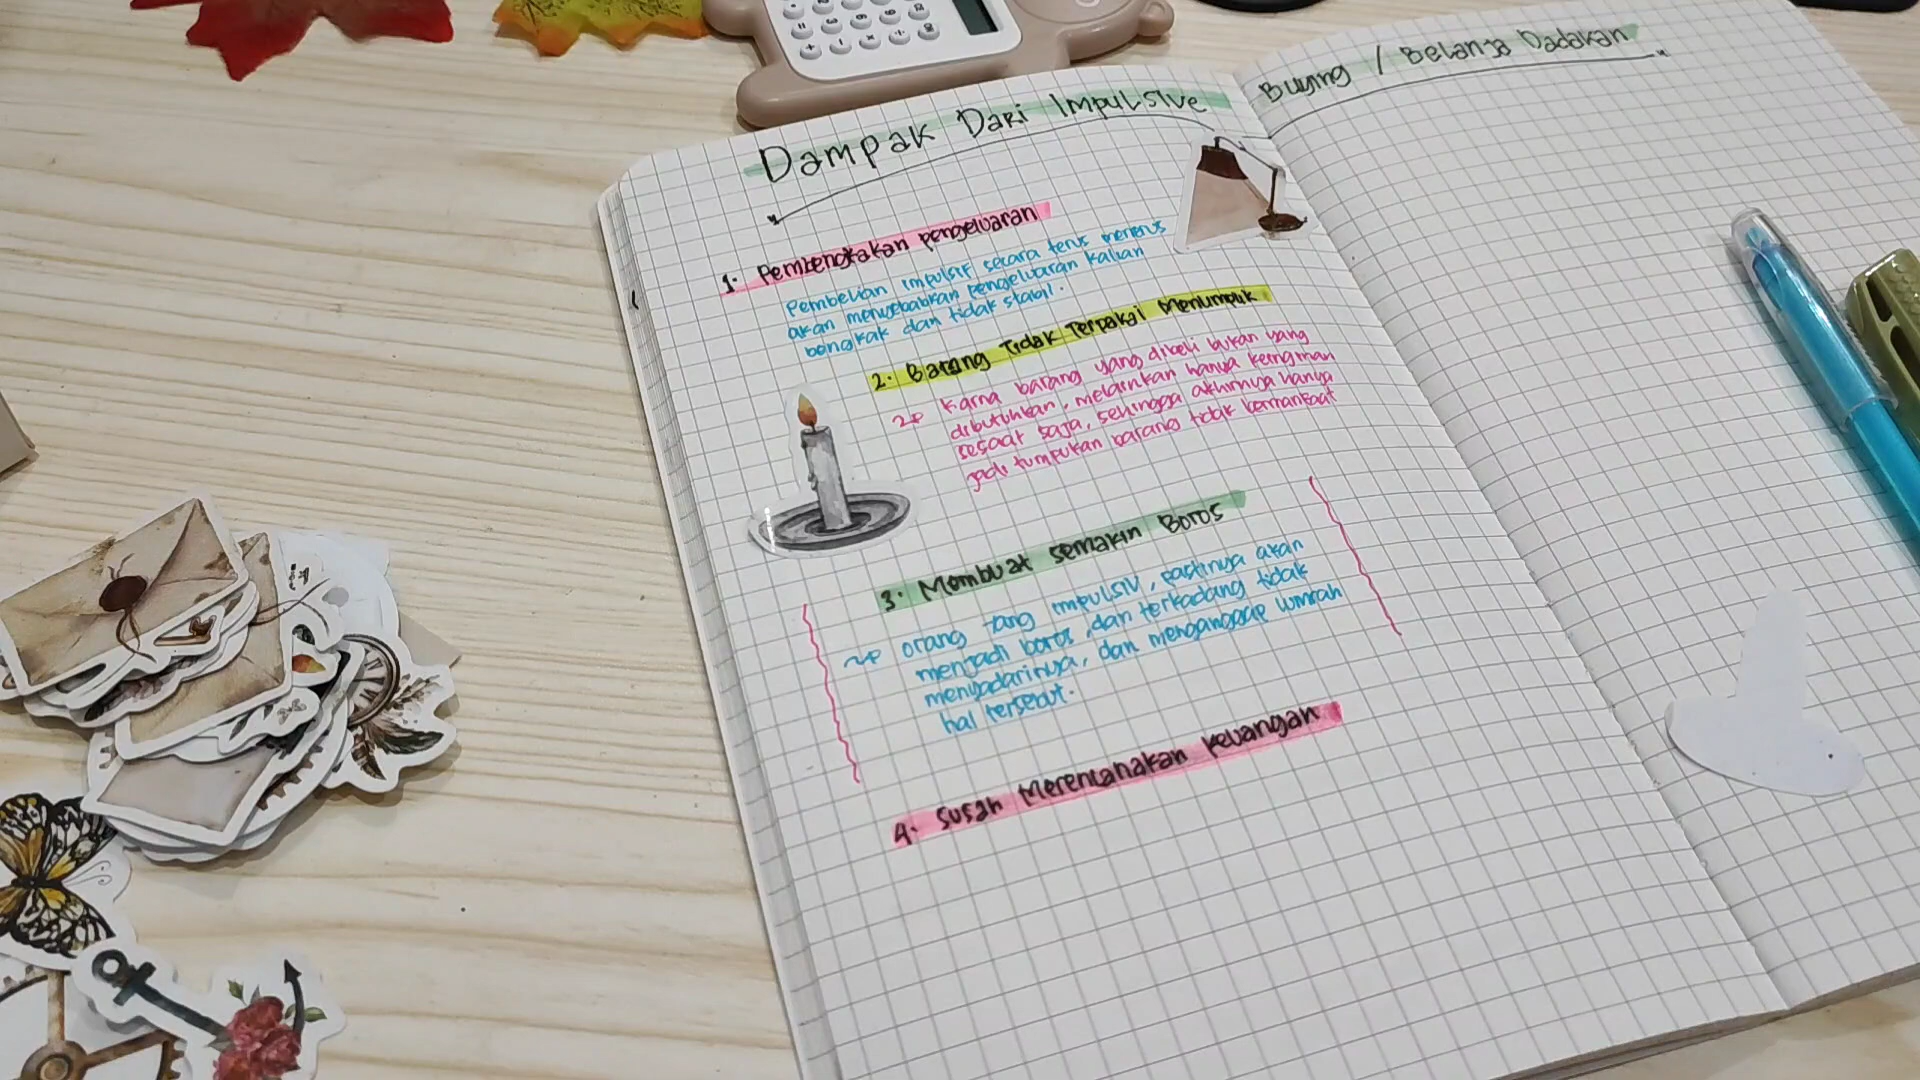 Dampak Dari Impulsive Buying / Belanja Dadakan
1. Pembengkakan pengeluaran
Pembelian impulsif secara terus menerus
akan menyebabkan pengeluaran kalian
bengkak dan tidak stabil.
2. Barang Tidak Terpakai Menumpuk
Karna barang yang dibeli bukan yang
dibutuhkan, melainkan hanya keinginan
sesaat saja, sehingga akhirnya hanya
jadi tumpukan barang tidak bermanfaat
3. Membuat semakin Boros
orang yang impulsiv, pastinya akan
menjadi boros, dan terkadang tidak
menyadarinya, dan menganggap lumrah
hal tersebut.
4. Susah Merencanakan keuangan